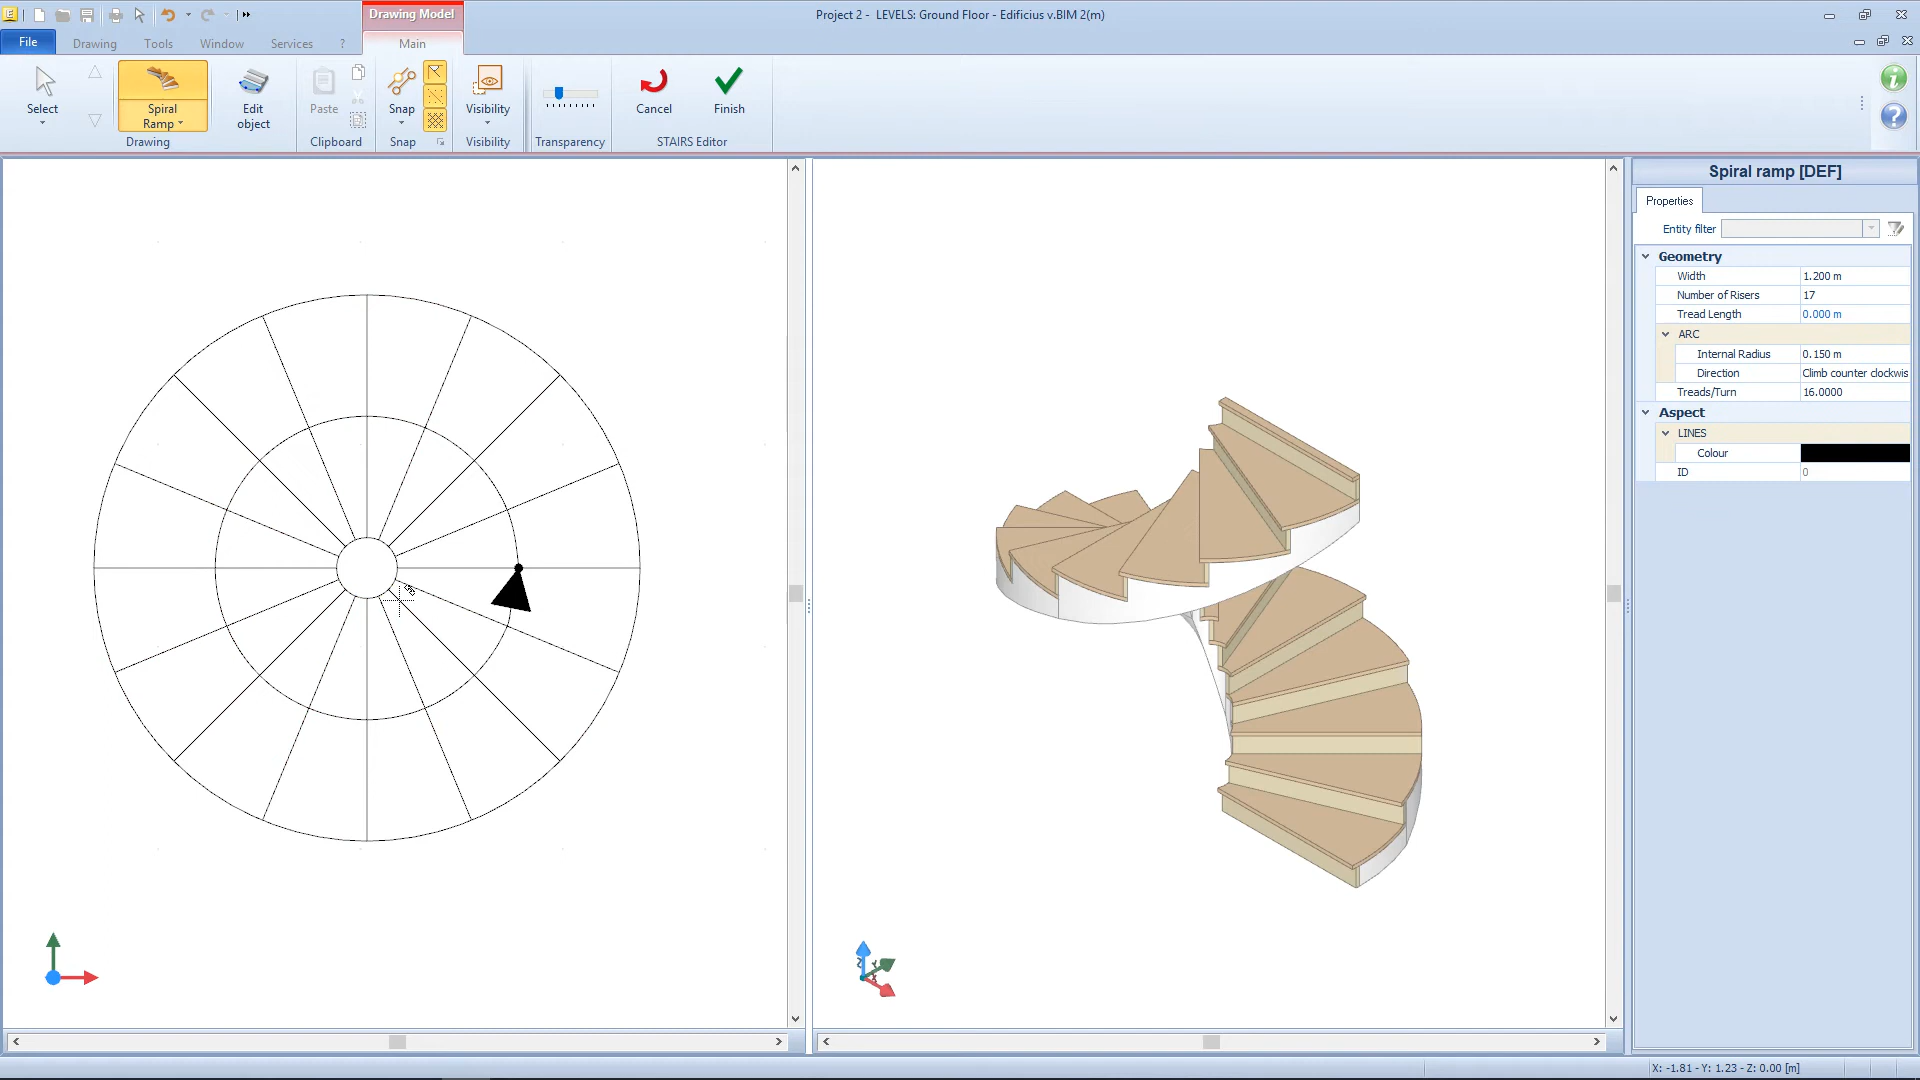 Drawing Model
Project 2 - LEVELS: Ground Floor - Edificius v.BIM 2(m)
File
Drawing
Tools
Window
Services
?
Main
Select
Spiral
Ramp
Edit
object
Paste
Snap
Visibility
Cancel
Finish
Drawing
Clipboard
Snap
Visibility
Transparency
STAIRS Editor
Spiral ramp [DEF]
Properties
Entity filter
Geometry
Width 1.200 m
Number of Risers 17
Tread Length 0.000 m
ARC
Internal Radius 0.150 m
Direction Climb counter clockwis
Treads/Turn 16.0000
Aspect
LINES
Colour
ID 0
X: -1.81 - Y: 1.23 - Z: 0.00 [m]